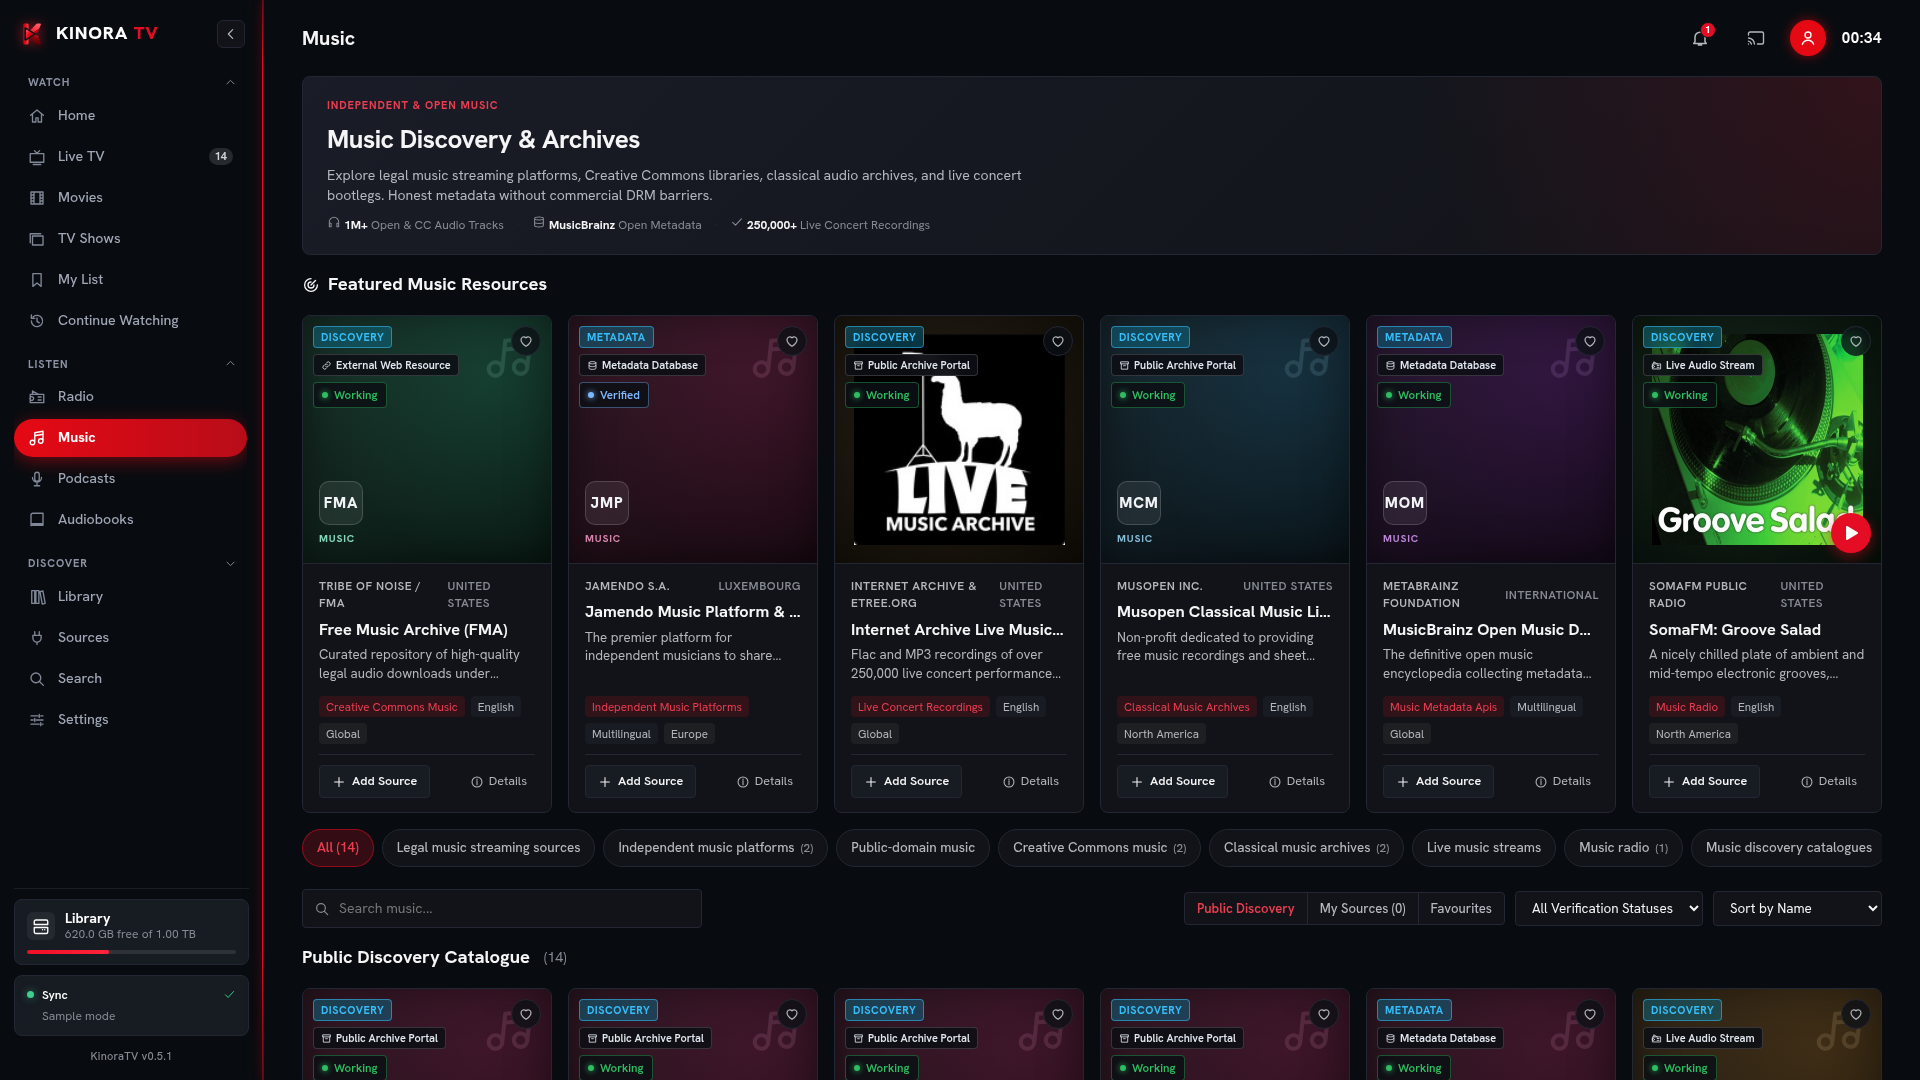 KINORA TV
WATCH
Home
Live TV 14
Movies
TV Shows
My List
Continue Watching
LISTEN
Radio
Music
Podcasts
Audiobooks
DISCOVER
Library
Sources
Search
Settings
Library
620.0 GB free of 1.00 TB
Sync
Sample mode
KinoraTV v0.5.1
Music
1
00:34
INDEPENDENT & OPEN MUSIC
Music Discovery & Archives
Explore legal music streaming platforms, Creative Commons libraries, classical audio archives, and live concert
bootlegs. Honest metadata without commercial DRM barriers.
1M+ Open & CC Audio Tracks
MusicBrainz Open Metadata
250,000+ Live Concert Recordings
Featured Music Resources
DISCOVERY
External Web Resource
Working
FMA
MUSIC
TRIBE OF NOISE /
FMA
UNITED
STATES
Free Music Archive (FMA)
Curated repository of high-quality
legal audio downloads under...
Creative Commons Music
English
Global
Add Source
Details
METADATA
Metadata Database
Verified
JMP
MUSIC
JAMENDO S.A.
LUXEMBOURG
Jamendo Music Platform & ...
The premier platform for
independent musicians to share...
Independent Music Platforms
Multilingual
Europe
Add Source
Details
DISCOVERY
Public Archive Portal
Working
LIVE
MUSIC ARCHIVE
INTERNET ARCHIVE &
ETREE.ORG
UNITED
STATES
Internet Archive Live Music...
Flac and MP3 recordings of over
250,000 live concert performance...
Live Concert Recordings
English
Global
Add Source
Details
DISCOVERY
Public Archive Portal
Working
MCM
MUSIC
MUSOPEN INC.
UNITED STATES
Musopen Classical Music Li...
Non-profit dedicated to providing
free music recordings and sheet...
Classical Music Archives
English
North America
Add Source
Details
METADATA
Metadata Database
Working
MOM
MUSIC
METABRAINZ
FOUNDATION
INTERNATIONAL
MusicBrainz Open Music D...
The definitive open music
encyclopedia collecting metadata...
Music Metadata Apis
Multilingual
Global
Add Source
Details
DISCOVERY
Live Audio Stream
Working
Groove Salad
SOMAFM PUBLIC
RADIO
UNITED
STATES
SomaFM: Groove Salad
A nicely chilled plate of ambient and
mid-tempo electronic grooves,...
Music Radio
English
North America
Add Source
Details
All (14)
Legal music streaming sources
Independent music platforms (2)
Public-domain music
Creative Commons music (2)
Classical music archives (2)
Live music streams
Music radio (1)
Music discovery catalogues
Search music...
Public Discovery
My Sources (0)
Favourites
All Verification Statuses
Sort by Name
Public Discovery Catalogue (14)
DISCOVERY
Public Archive Portal
Working
DISCOVERY
Public Archive Portal
Working
DISCOVERY
Public Archive Portal
Working
DISCOVERY
Public Archive Portal
Working
METADATA
Metadata Database
Working
DISCOVERY
Live Audio Stream
Working